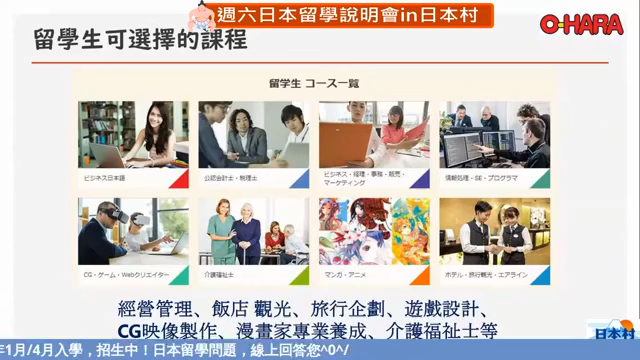 週六日本留學說明會in日本村
O-HARA
留學生可選擇的課程
留学生 コース一覧
ビジネス日本語
公認会計士・税理士
ビジネス・経理・事務・販売・
マーケティング
情報処理・SE・プログラマ
CG・ゲーム・Webクリエイター
介護福祉士
マンガ・アニメ
ホテル・旅行観光・エアライン
經營管理、飯店 觀光、旅行企劃、遊戲設計、
CG映像製作、漫畫家專業養成、介護福祉士等
日本村
年1月/4月入學，招生中！日本留學問題，線上回答您^0^/